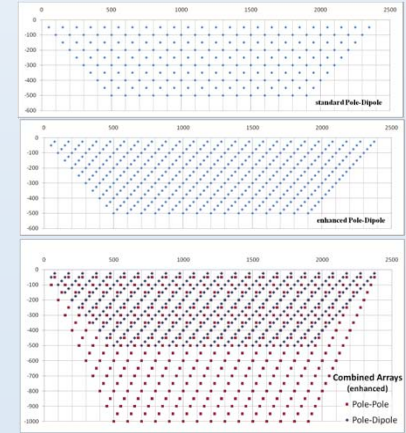 0 500 1000 1500 2000 2500
0
-100
-200
-300
-400
-500
-600
standard Pole-Dipole
0 500 1000 1500 2000 2500
0
-100
-200
-300
-400
-500
-600
enhanced Pole-Dipole
0 500 1000 1500 2000 2500
0
-100
-200
-300
-400
-500
-600
-700
-800
-900
-1000
Combined Arrays
(enhanced)
Pole-Pole
Pole-Dipole